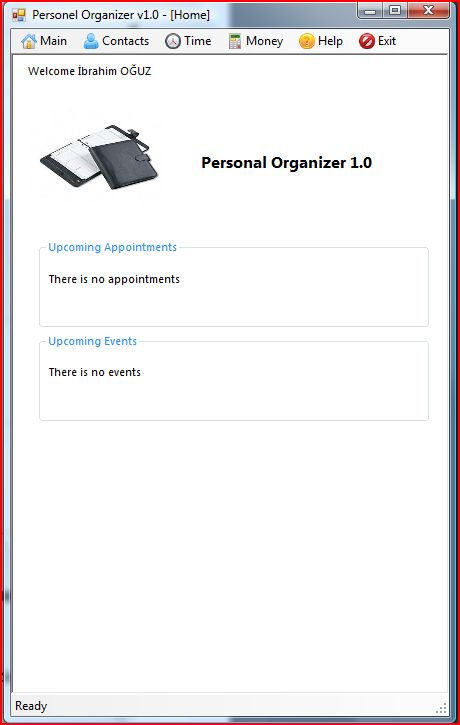 Personel Organizer v1.0 - [Home]
Main Contacts Time Money Help Exit
Welcome İbrahim OĞUZ
Personal Organizer 1.0
Upcoming Appointments
There is no appointments
Upcoming Events
There is no events
Ready